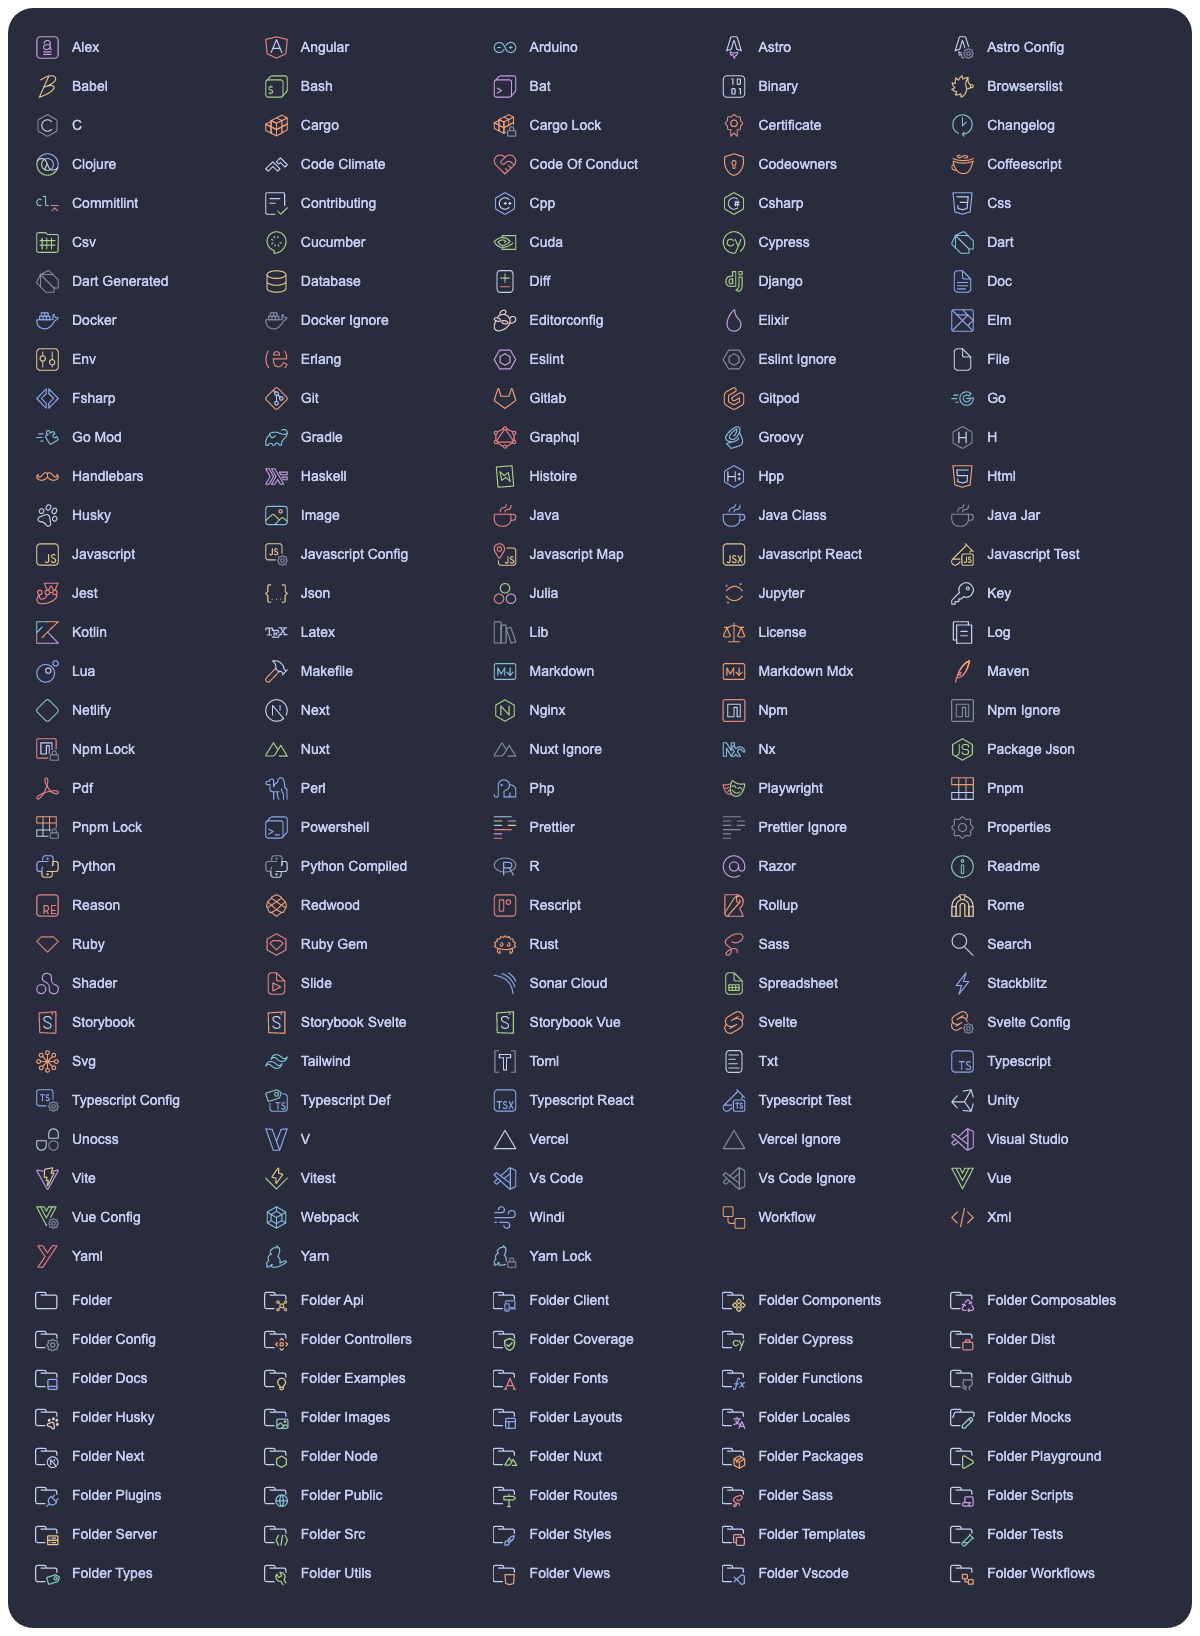 Alex Angular Arduino Astro Astro Config
Babel Bash Bat Binary Browserslist
C Cargo Cargo Lock Certificate Changelog
Clojure Code Climate Code Of Conduct Codeowners Coffeescript
Commitlint Contributing Cpp Csharp Css
Csv Cucumber Cuda Cypress Dart
Dart Generated Database Diff Django Doc
Docker Docker Ignore Editorconfig Elixir Elm
Env Erlang Eslint Eslint Ignore File
Fsharp Git Gitlab Gitpod Go
Go Mod Gradle Graphql Groovy H
Handlebars Haskell Histoire Hpp Html
Husky Image Java Java Class Java Jar
Javascript Javascript Config Javascript Map Javascript React Javascript Test
Jest Json Julia Jupyter Key
Kotlin Latex Lib License Log
Lua Makefile Markdown Markdown Mdx Maven
Netlify Next Nginx Npm Npm Ignore
Npm Lock Nuxt Nuxt Ignore Nx Package Json
Pdf Perl Php Playwright Pnpm
Pnpm Lock Powershell Prettier Prettier Ignore Properties
Python Python Compiled R Razor Readme
Reason Redwood Rescript Rollup Rome
Ruby Ruby Gem Rust Sass Search
Shader Slide Sonar Cloud Spreadsheet Stackblitz
Storybook Storybook Svelte Storybook Vue Svelte Svelte Config
Svg Tailwind Toml Txt Typescript
Typescript Config Typescript Def Typescript React Typescript Test Unity
Unocss V Vercel Vercel Ignore Visual Studio
Vite Vitest Vs Code Vs Code Ignore Vue
Vue Config Webpack Windi Workflow Xml
Yaml Yarn Yarn Lock
Folder Folder Api Folder Client Folder Components Folder Composables
Folder Config Folder Controllers Folder Coverage Folder Cypress Folder Dist
Folder Docs Folder Examples Folder Fonts Folder Functions Folder Github
Folder Husky Folder Images Folder Layouts Folder Locales Folder Mocks
Folder Next Folder Node Folder Nuxt Folder Packages Folder Playground
Folder Plugins Folder Public Folder Routes Folder Sass Folder Scripts
Folder Server Folder Src Folder Styles Folder Templates Folder Tests
Folder Types Folder Utils Folder Views Folder Vscode Folder Workflows